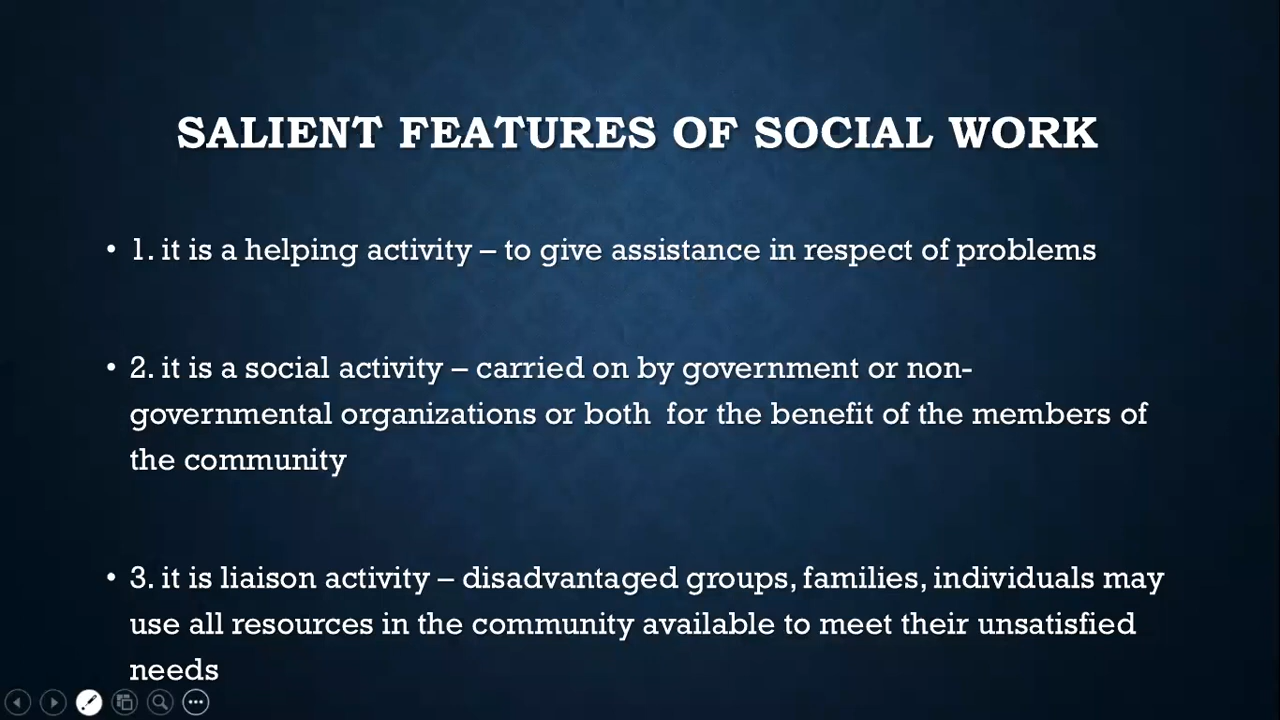 SALIENT FEATURES OF SOCIAL WORK
• 1. it is a helping activity – to give assistance in respect of problems
• 2. it is a social activity – carried on by government or non-
governmental organizations or both for the benefit of the members of
the community
• 3. it is liaison activity – disadvantaged groups, families, individuals may
use all resources in the community available to meet their unsatisfied
needs